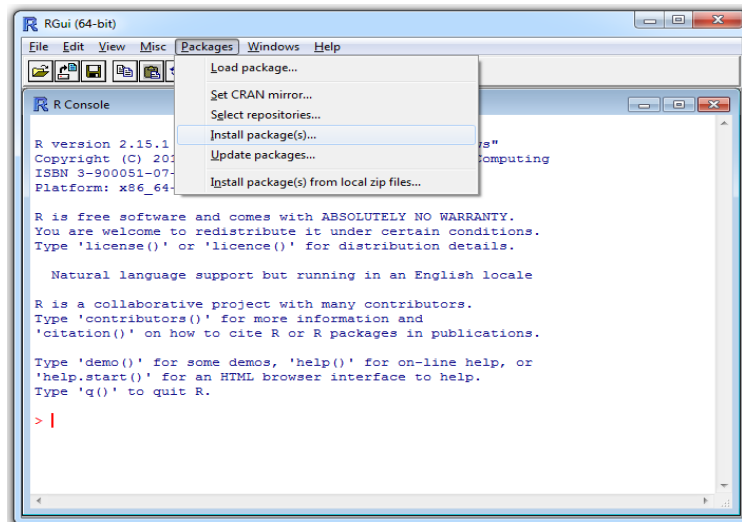 RGui (64-bit)
File Edit View Misc Packages Windows Help
Load package...
Set CRAN mirror...
Select repositories...
Install package(s)...
Update packages...
Install package(s) from local zip files...
R Console
R version 2.15.1
Copyright (C) 201 Computing
ISBN 3-900051-07-
Platform: x86_64-
R is free software and comes with ABSOLUTELY NO WARRANTY.
You are welcome to redistribute it under certain conditions.
Type 'license()' or 'licence()' for distribution details.
Natural language support but running in an English locale
R is a collaborative project with many contributors.
Type 'contributors()' for more information and
'citation()' on how to cite R or R packages in publications.
Type 'demo()' for some demos, 'help()' for on-line help, or
'help.start()' for an HTML browser interface to help.
Type 'q()' to quit R.
>